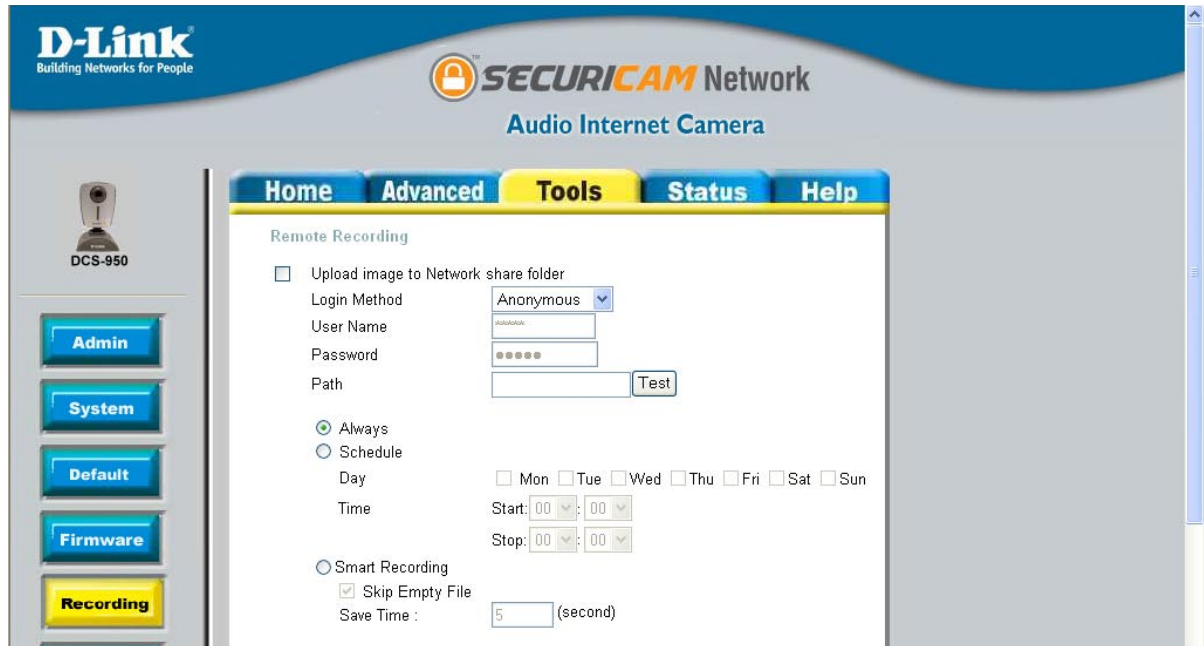 D-Link
Building Networks for People
SECURICAM Network
™
Audio Internet Camera
DCS-950
Home Advanced Tools Status Help
Remote Recording
Upload image to Network share folder
Login Method Anonymous
User Name *****
Password ●●●●●
Path Test
Always
Schedule
Day Mon Tue Wed Thu Fri Sat Sun
Time Start: 00 : 00
Stop: 00 : 00
Smart Recording
Skip Empty File
Save Time : 5 (second)
Admin
System
Default
Firmware
Recording